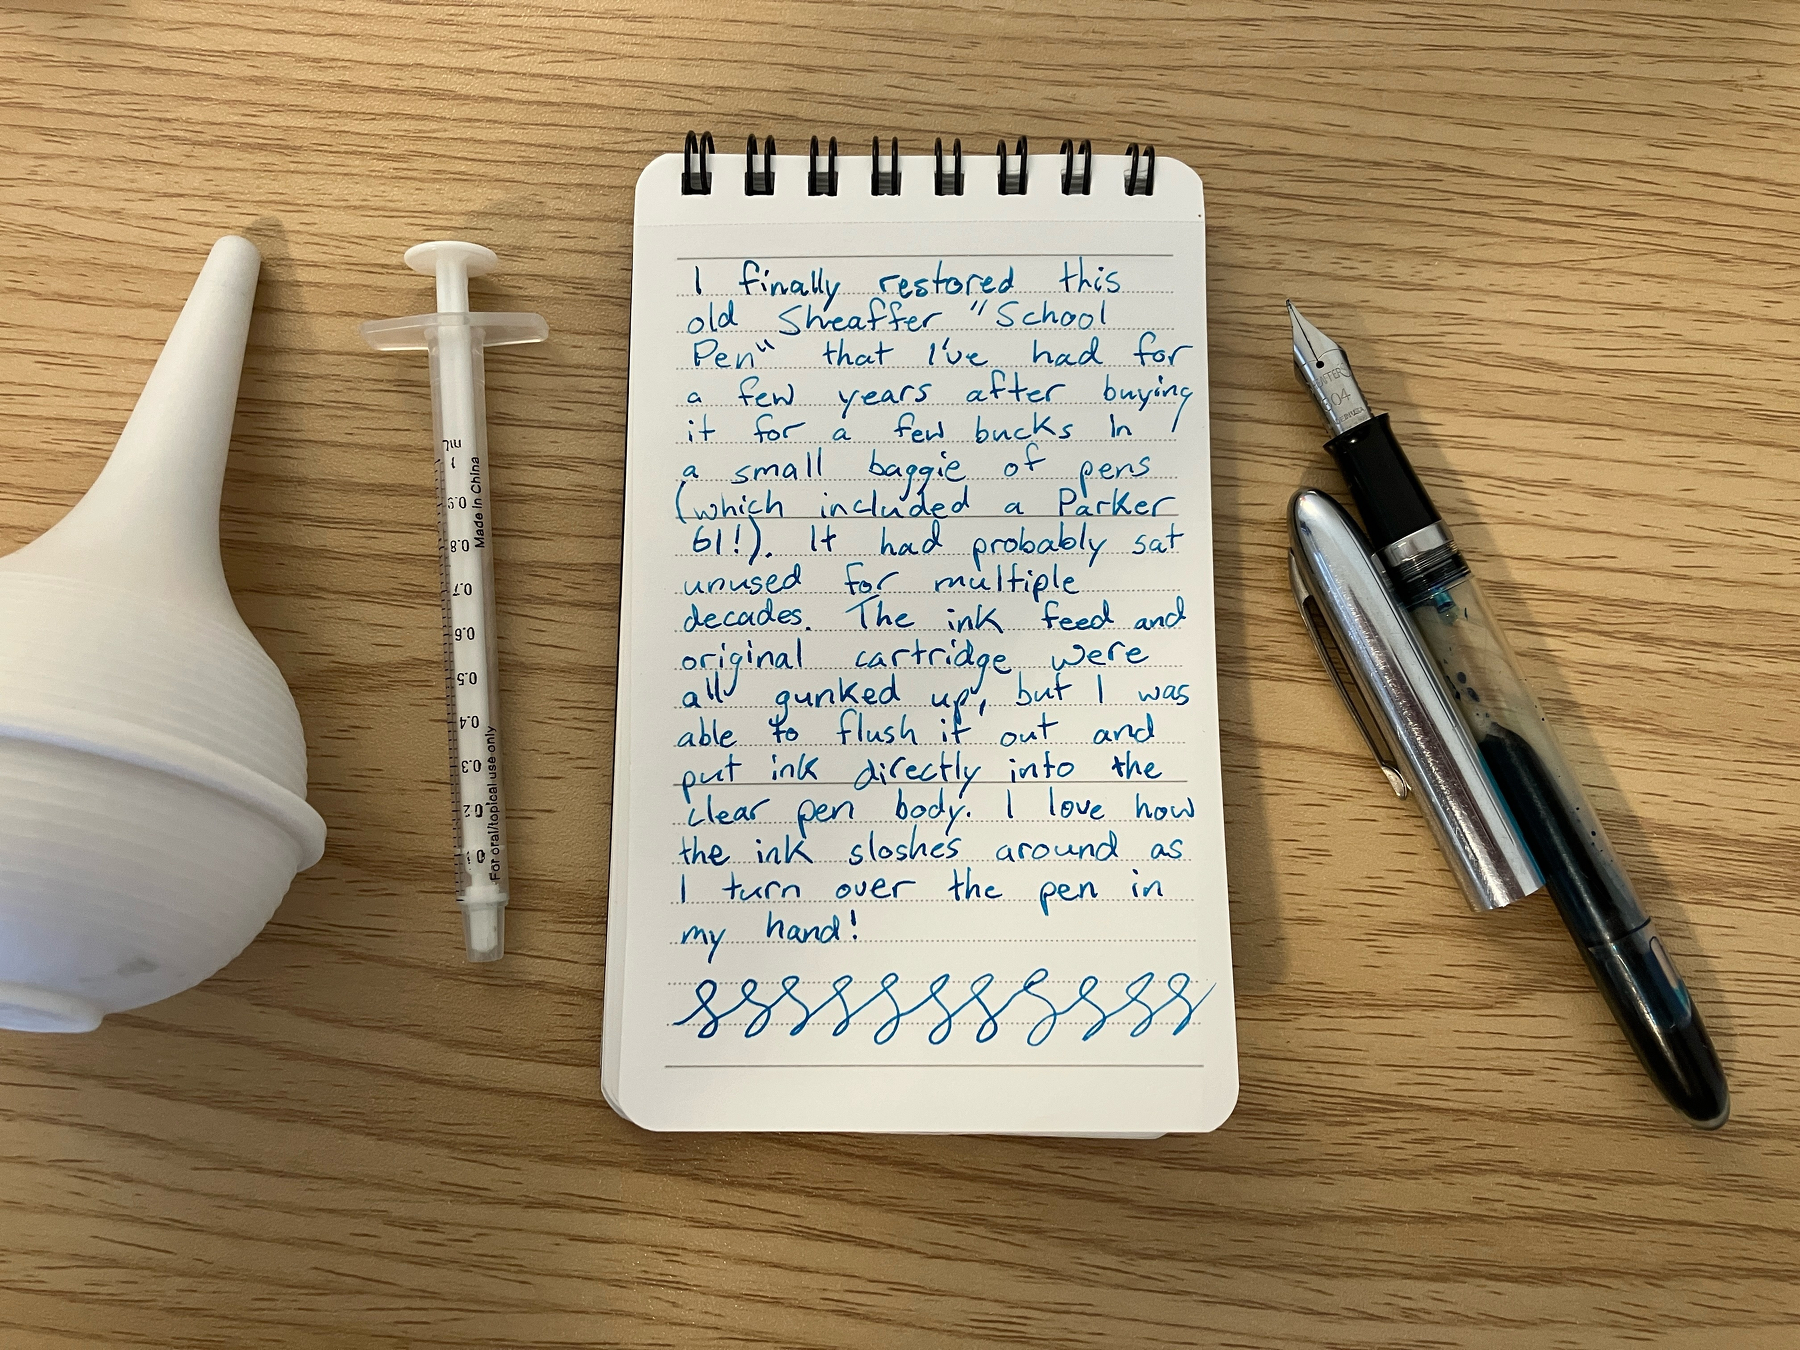 I finally restored this
old Sheaffer "School
Pen" that I've had for
a few years after buying
it for a few bucks in
a small baggie of pens
(which included a Parker
61!). It had probably sat
unused for multiple
decades. The ink feed and
original cartridge were
all gunked up, but I was
able to flush it out and
put ink directly into the
clear pen body. I love how
the ink sloshes around as
I turn over the pen in
my hand!
mL
1
0.9
0.8
0.7
0.6
0.5
0.4
0.3
0.2
0.1
Made in China
For oral/topical use only
304